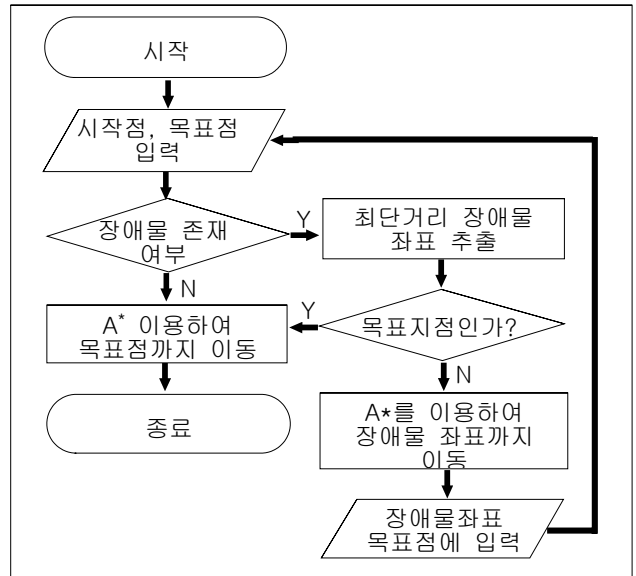 시작
시작점, 목표점
입력
장애물 존재
여부
Y
최단거리 장애물
좌표 추출
N
A* 이용하여
목표점까지 이동
Y
목표지점인가?
종료
N
A*를 이용하여
장애물 좌표까지
이동
장애물좌표
목표점에 입력